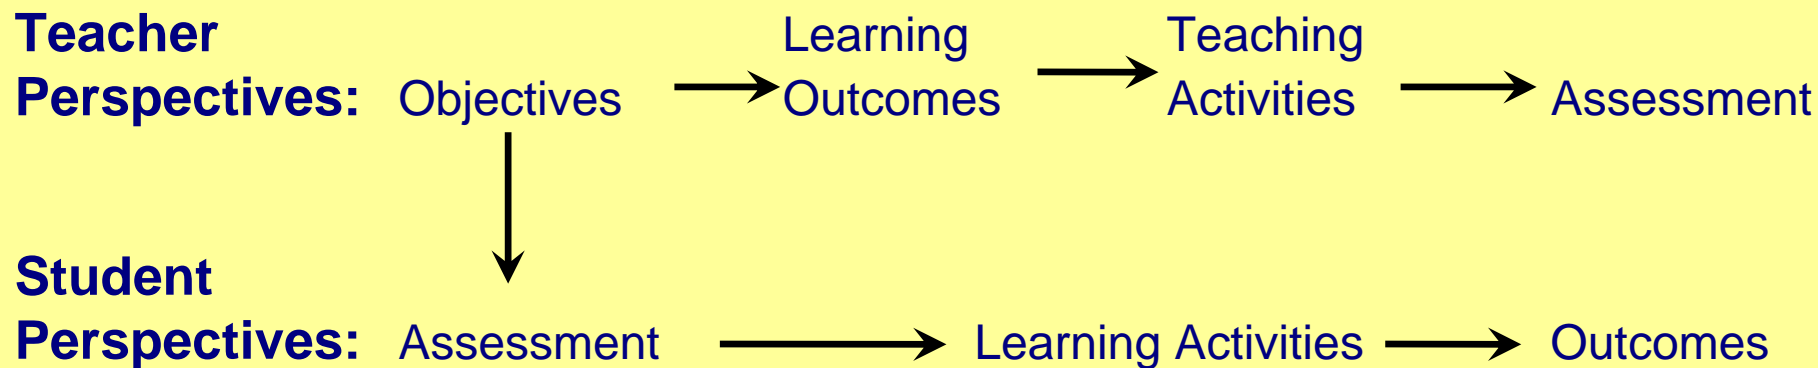 Teacher Learning Teaching
Perspectives: Objectives Outcomes Activities Assessment
Student
Perspectives: Assessment Learning Activities Outcomes